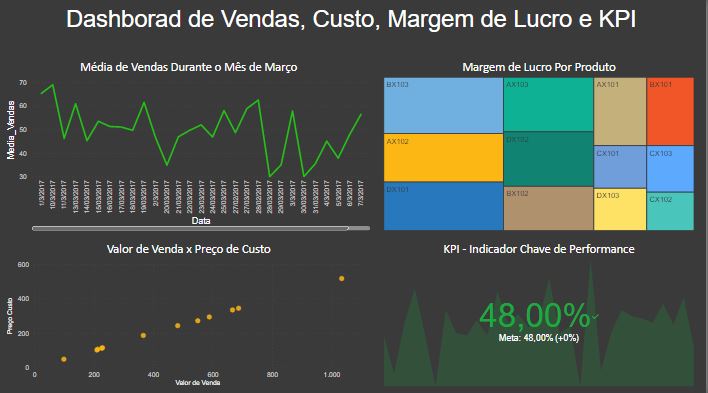 Dashborad de Vendas, Custo, Margem de Lucro e KPI
Média de Vendas Durante o Mês de Março
Media_Vendas
70
60
50
40
30
1/3/2017
10/3/2017
11/3/2017
13/03/2017
14/03/2017
15/03/2017
16/03/2017
17/03/2017
18/03/2017
19/03/2017
2/3/2017
20/03/2017
21/03/2017
22/03/2017
23/03/2017
24/03/2017
26/03/2017
27/03/2017
28/03/2017
29/03/2017
3/3/2017
30/03/2017
31/03/2017
4/3/2017
5/3/2017
6/3/2017
7/3/2017
Data
Margem de Lucro Por Produto
BX103
AX103
AX101
BX101
AX102
DX102
CX101
CX103
DX101
BX102
DX103
CX102
Valor de Venda x Preço de Custo
Preço Custo
600
400
200
0
0
200
400
600
800
1.000
Valor de Venda
KPI - Indicador Chave de Performance
48,00%
Meta: 48,00% (+0%)